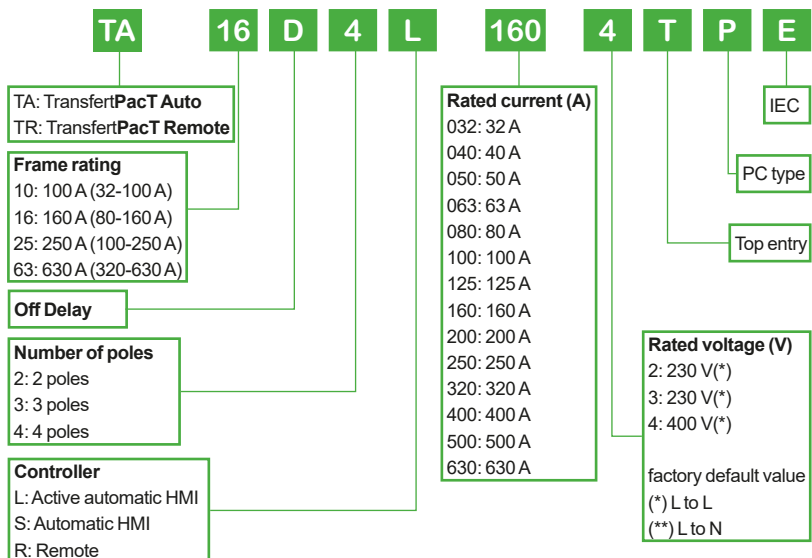 TA 16 D 4 L 160 4 T P E
TA: TransfertPacT Auto
TR: TransfertPacT Remote
Frame rating
10: 100 A (32-100 A)
16: 160 A (80-160 A)
25: 250 A (100-250 A)
63: 630 A (320-630 A)
Off Delay
Number of poles
2: 2 poles
3: 3 poles
4: 4 poles
Controller
L: Active automatic HMI
S: Automatic HMI
R: Remote
Rated current (A)
032: 32 A
040: 40 A
050: 50 A
063: 63 A
080: 80 A
100: 100 A
125: 125 A
160: 160 A
200: 200 A
250: 250 A
320: 320 A
400: 400 A
500: 500 A
630: 630 A
IEC
PC type
Top entry
Rated voltage (V)
2: 230 V(*)
3: 230 V(*)
4: 400 V(*)
factory default value
(*) L to L
(**) L to N